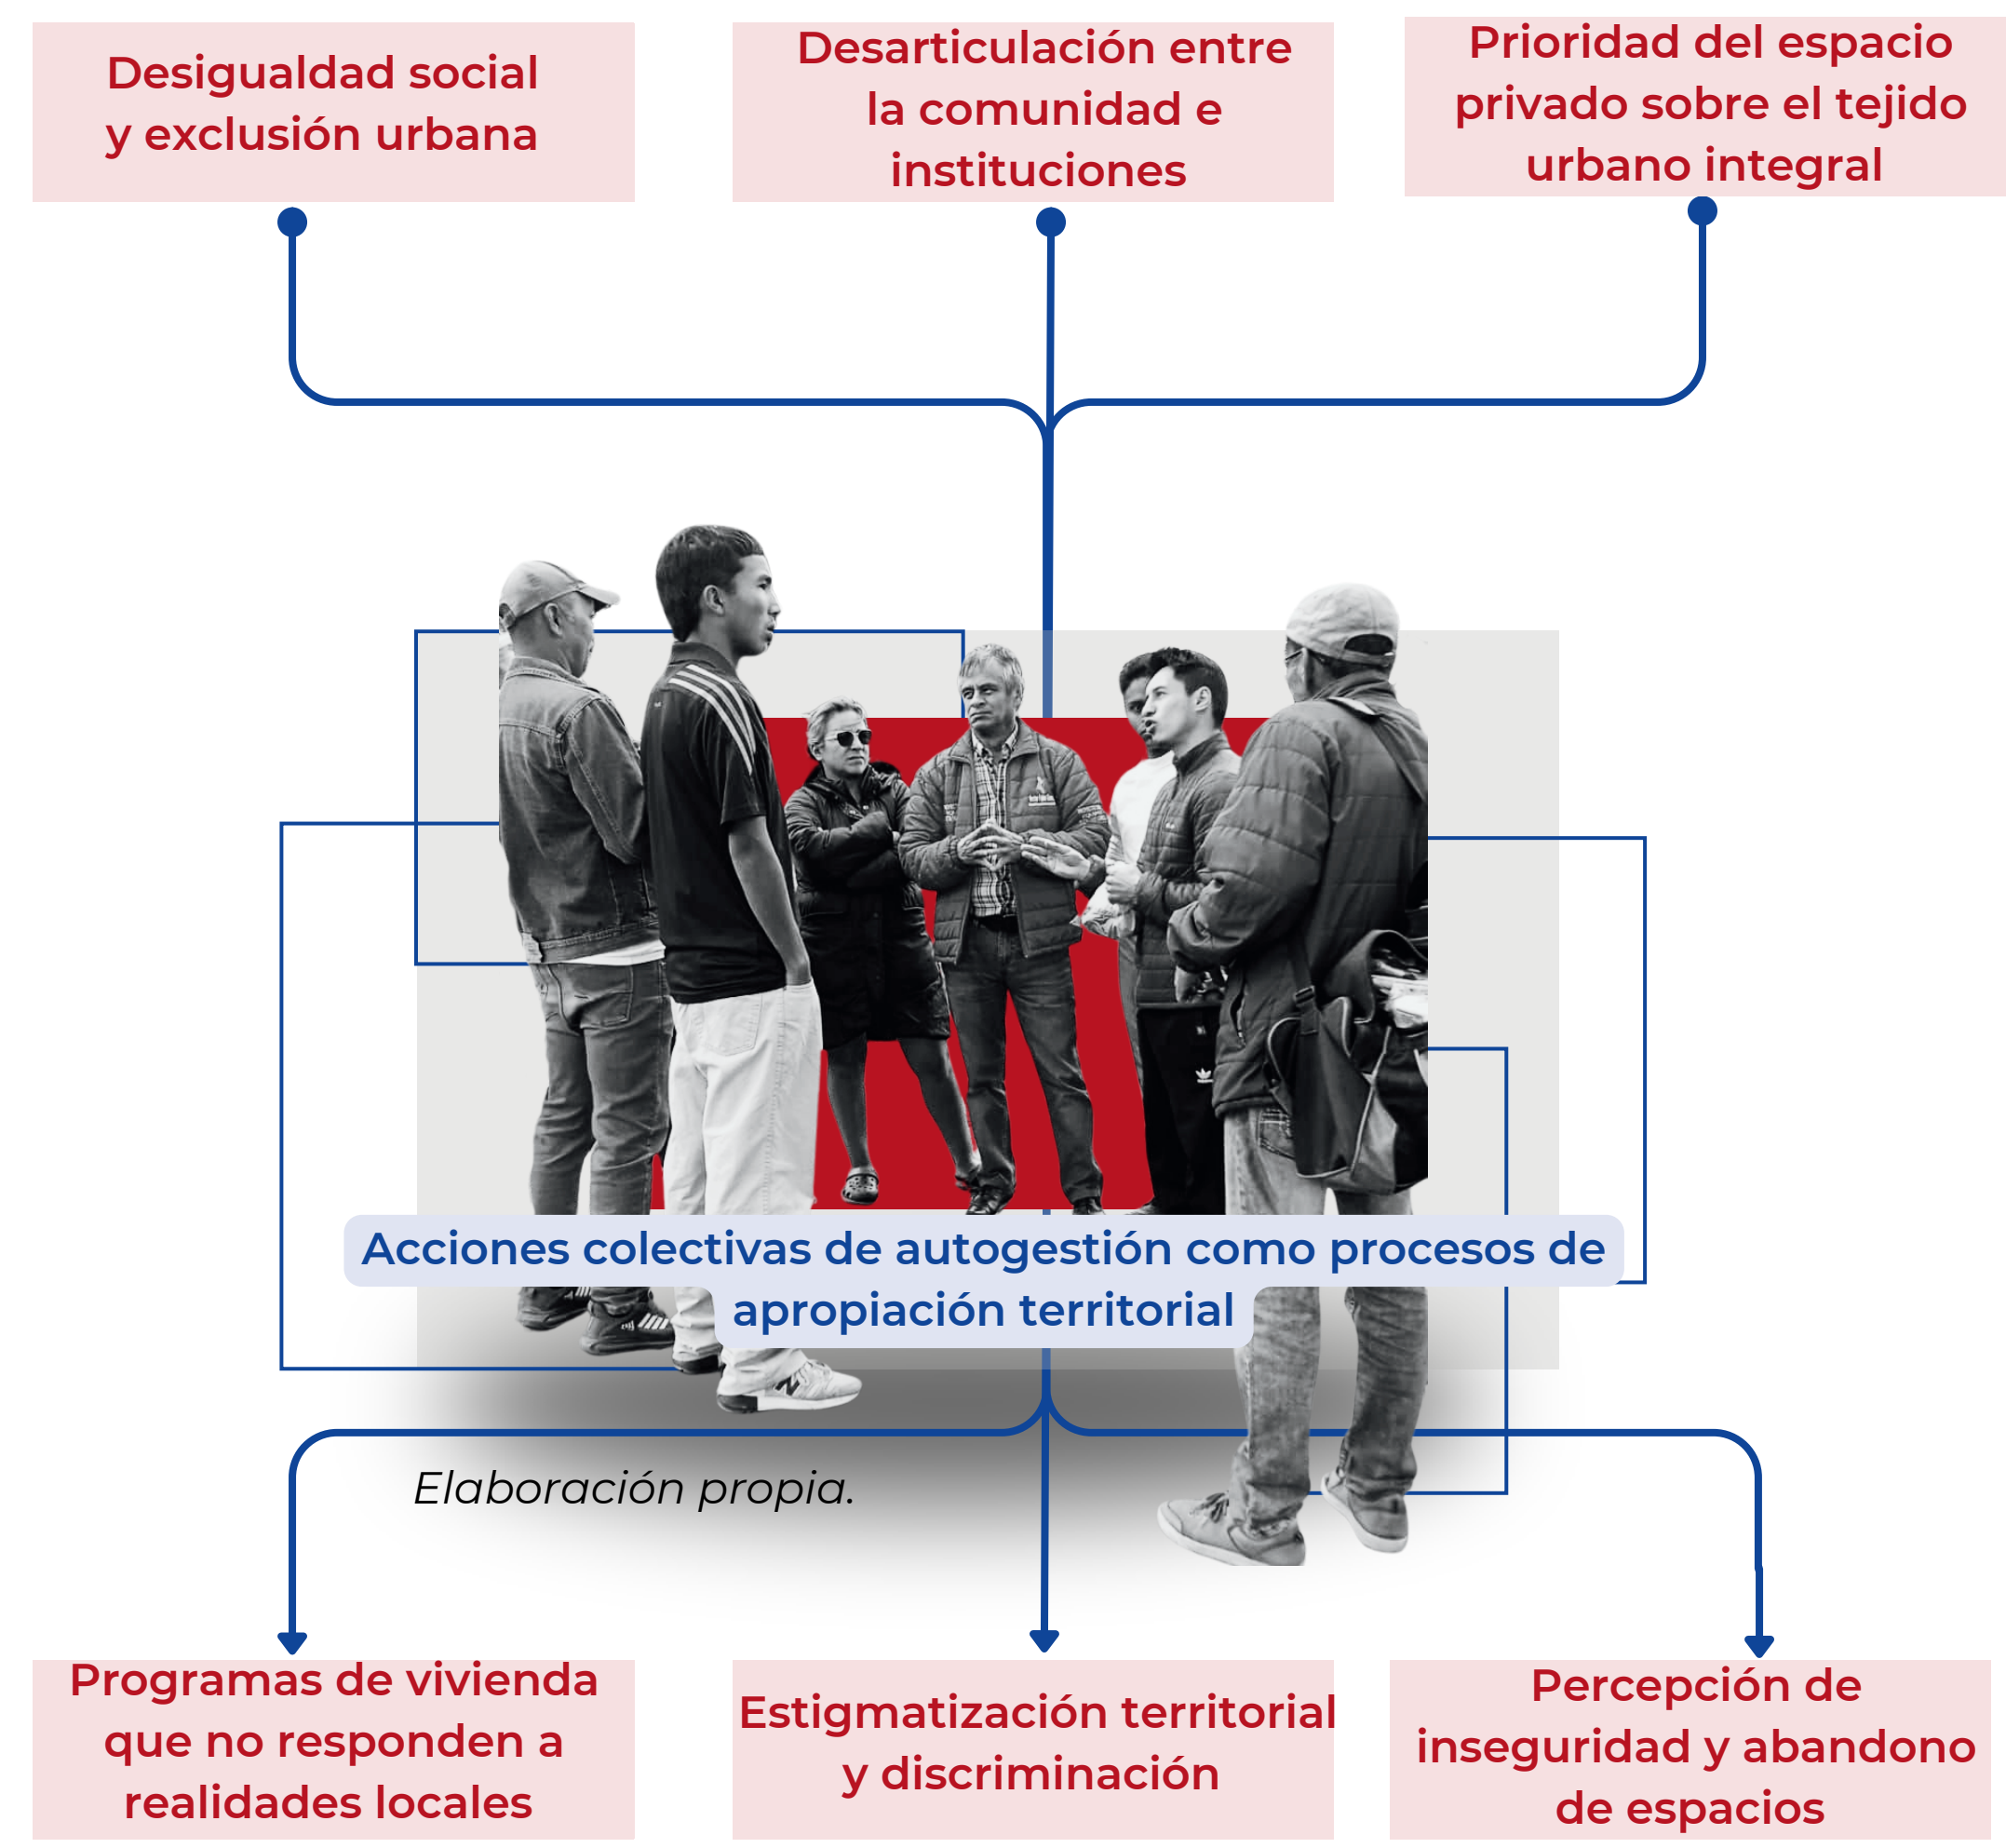 Desigualdad social
y exclusión urbana
Desarticulación entre
la comunidad e
instituciones
Prioridad del espacio
privado sobre el tejido
urbano integral
Acciones colectivas de autogestión como procesos de
apropiación territorial
Elaboración propia.
Programas de vivienda
que no responden a
realidades locales
Estigmatización territorial
y discriminación
Percepción de
inseguridad y abandono
de espacios